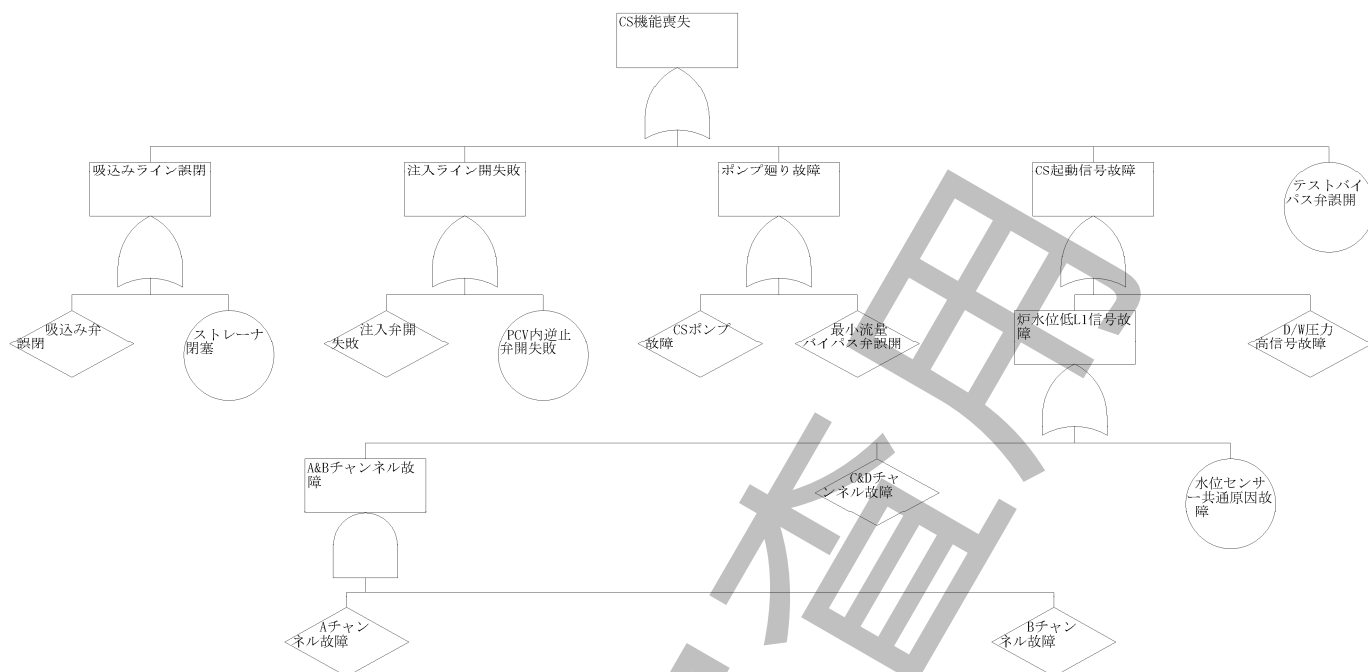 CS機能喪失
吸込みライン誤閉
注入ライン開失敗
ポンプ廻り故障
CS起動信号故障
テストバイ
パス弁誤開
吸込み弁
誤閉
ストレーナ
閉塞
注入弁開
失敗
PCV内逆止
弁開失敗
CSポンプ
故障
最小流量
バイパス弁誤開
炉水位低L1信号故
障
D/W圧力
高信号故障
A&Bチャンネル故
障
C&Dチャ
ンネル故障
水位センサ
ー共通原因故
障
Aチャン
ネル故障
Bチャン
ネル故障